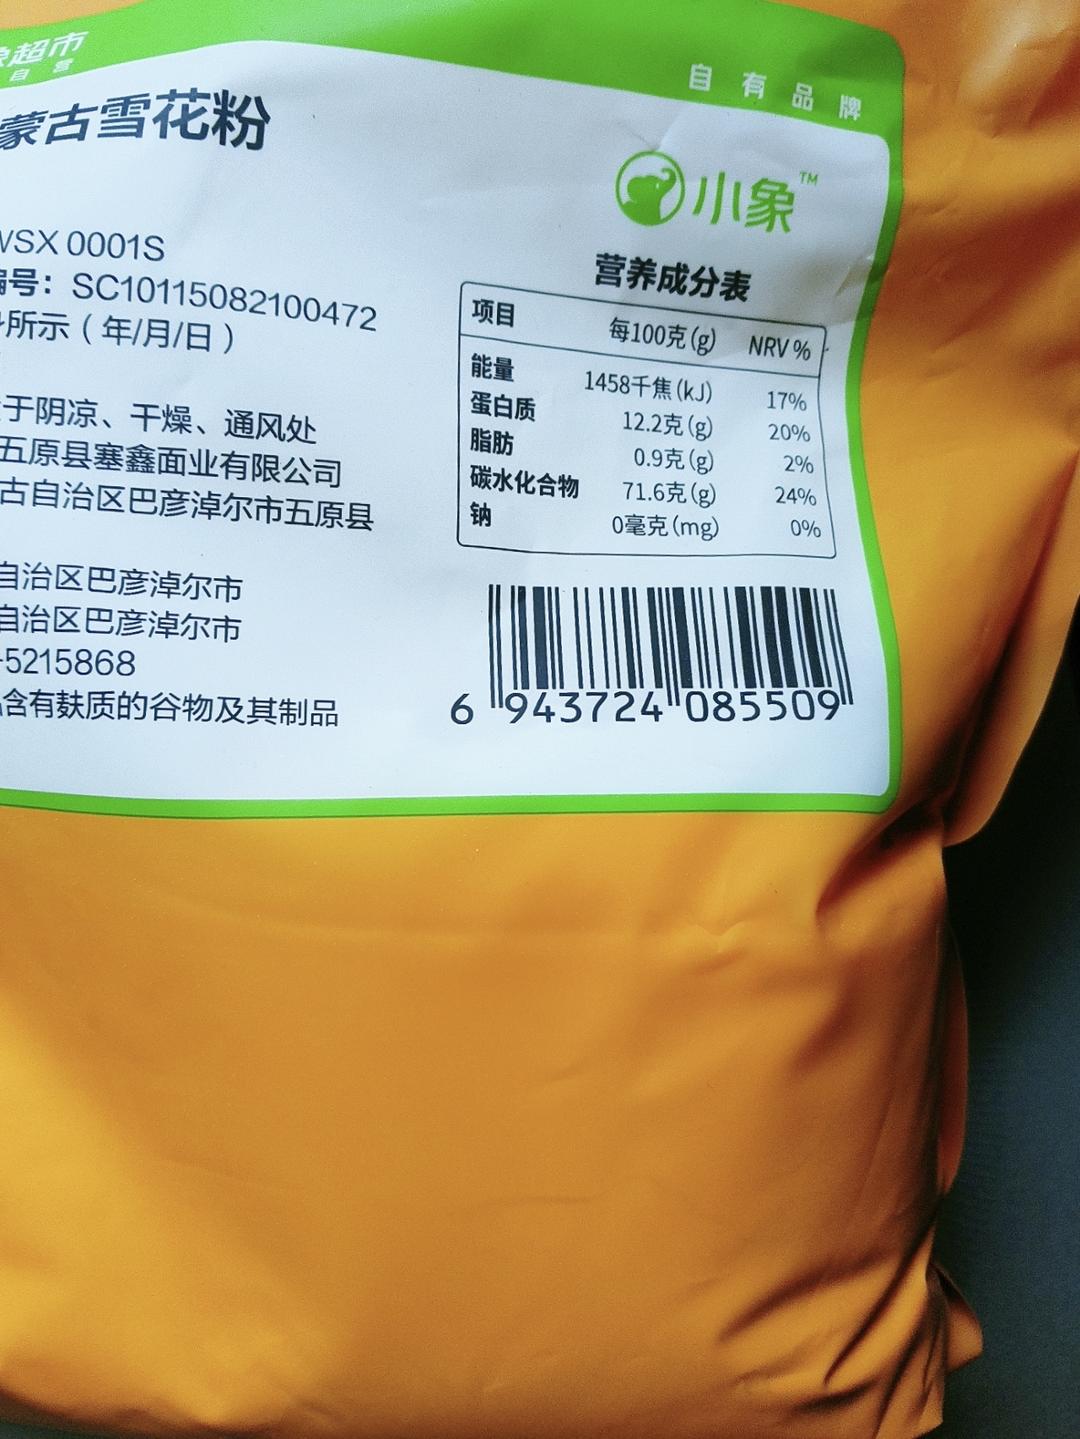 象超市
自营
自有品牌
蒙古雪花粉
小象™
WSX 0001S
编号：SC10115082100472
所示（年/月/日）
于阴凉、干燥、通风处
五原县塞鑫面业有限公司
古自治区巴彦淖尔市五原县
自治区巴彦淖尔市
自治区巴彦淖尔市
-5215868
含有麸质的谷物及其制品
营养成分表
项目 每100克(g) NRV%
能量 1458千焦(kJ) 17%
蛋白质 12.2克(g) 20%
脂肪 0.9克(g) 2%
碳水化合物 71.6克(g) 24%
钠 0毫克(mg) 0%
6 943724 085509